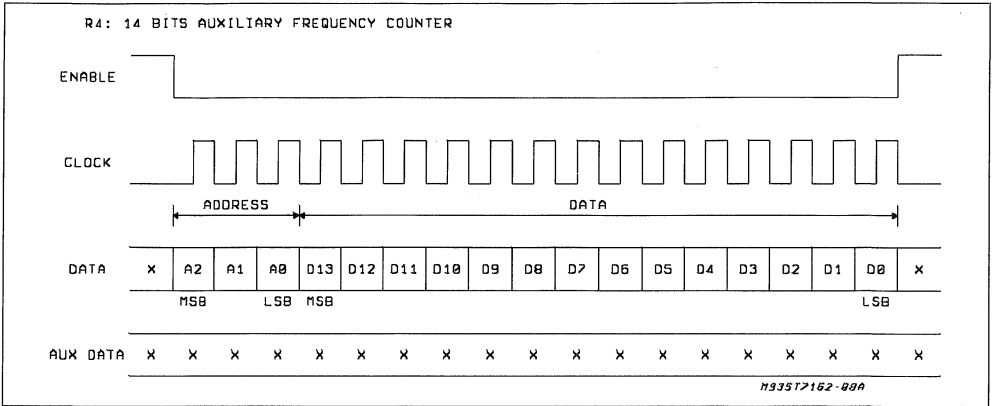 R4: 14 BITS AUXILIARY FREQUENCY COUNTER
ENABLE
CLOCK
ADDRESS DATA
DATA X A2 A1 A0 D13 D12 D11 D10 D9 D8 D7 D6 D5 D4 D3 D2 D1 D0 X
MSB LSB MSB LSB
AUX DATA X X X X X X X X X X X X X X X X X X X
M93ST7162-08A